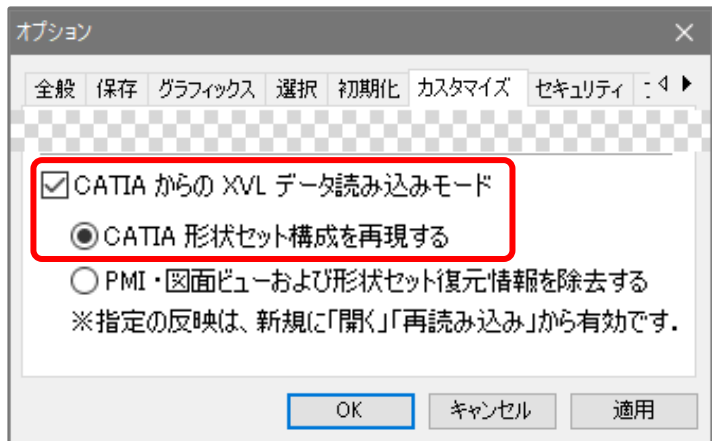 オプション
全般 保存 グラフィックス 選択 初期化 カスタマイズ セキュリティ
CATIA からの XVL データ読み込みモード
CATIA 形状セット構成を再現する
PMI・図面ビューおよび形状セット復元情報を除去する
※指定の反映は、新規に「開く」「再読み込み」から有効です.
OK キャンセル 適用